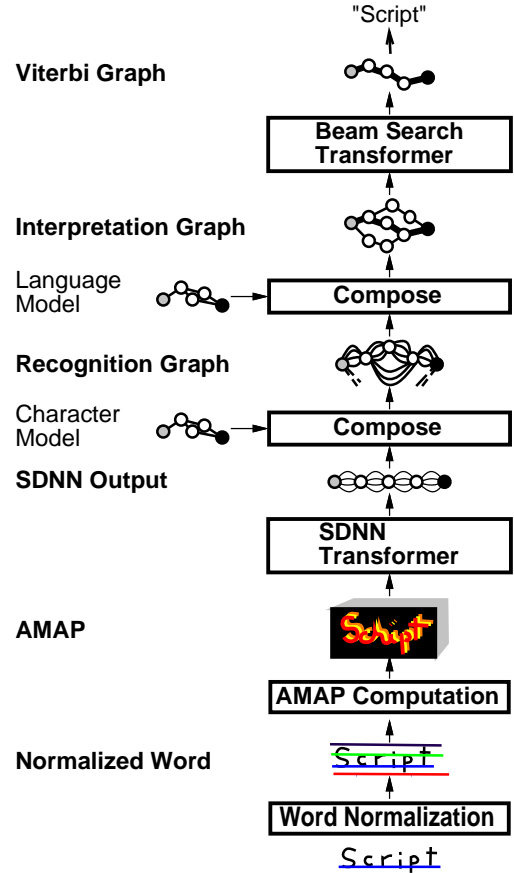 "Script"
Viterbi Graph
Beam Search
Transformer
Interpretation Graph
Language
Model
Compose
Recognition Graph
Character
Model
Compose
SDNN Output
SDNN
Transformer
AMAP
Script
AMAP Computation
Normalized Word
Script
Word Normalization
Script